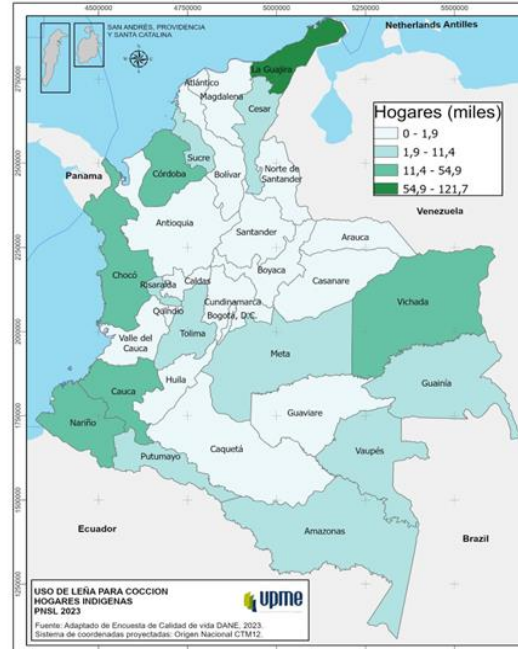 4500000 4750000 5000000 5250000 5500000
SAN ANDRÉS, PROVIDENCIA
Y SANTA CATALINA
Netherlands Antilles
La Guajira
2750000
Atlántico
Magdalena
Cesar
Hogares (miles)
0 - 1,9
1,9 - 11,4
11,4 - 54,9
54,9 - 121,7
2500000
Sucre
Córdoba
Bolívar
Norte de
Santander
Panama
Venezuela
Antioquia
Santander
Arauca
2250000
Chocó
Risaralda
Caldas
Boyaca
Casanare
Vichada
Cundinamarca
Quindío
Bogotá, D.C.
2000000
Valle del
Cauca
Tolima
Meta
Guainía
Huila
Cauca
Guaviare
1750000
Nariño
Caquetá
Vaupés
Putumayo
1500000
Amazonas
Ecuador
Brazil
1250000
USO DE LEÑA PARA COCCION
HOGARES INDIGENAS
PNSL 2023
upme
Fuente: Adaptado de Encuesta de Calidad de vida DANE, 2023.
Sistema de coordenadas proyectadas: Origen Nacional CTM12.